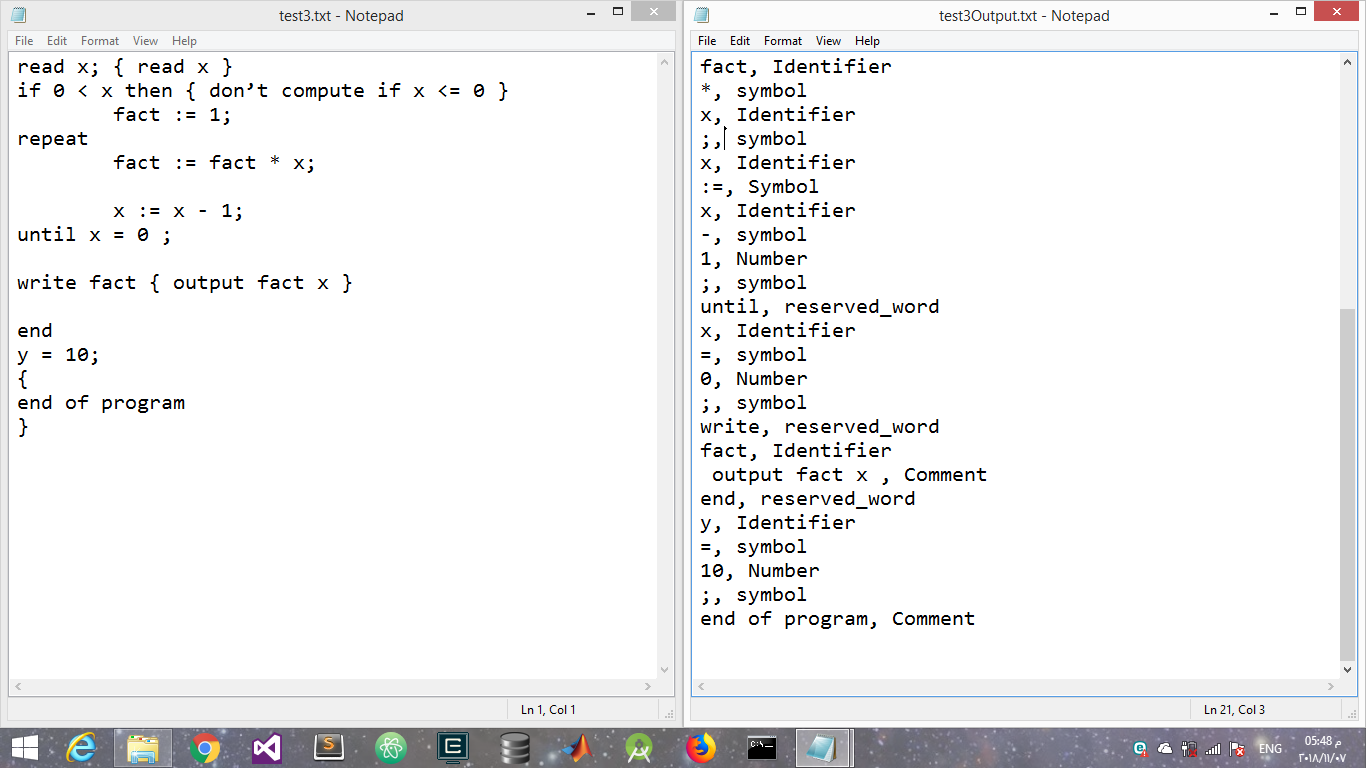 test3.txt - Notepad
File Edit Format View Help
read x; { read x }
if 0 < x then { don’t compute if x <= 0 }
fact := 1;
repeat
fact := fact * x;
x := x - 1;
until x = 0 ;
write fact { output fact x }
end
y = 10;
{
end of program
}
Ln 1, Col 1
test3Output.txt - Notepad
File Edit Format View Help
fact, Identifier
*, symbol
x, Identifier
;, symbol
x, Identifier
:=, Symbol
x, Identifier
-, symbol
1, Number
;, symbol
until, reserved_word
x, Identifier
=, symbol
0, Number
;, symbol
write, reserved_word
fact, Identifier
output fact x , Comment
end, reserved_word
y, Identifier
=, symbol
10, Number
;, symbol
end of program, Comment
Ln 21, Col 3
ENG
05:48 م
٢٠١٨/١١/٠٧